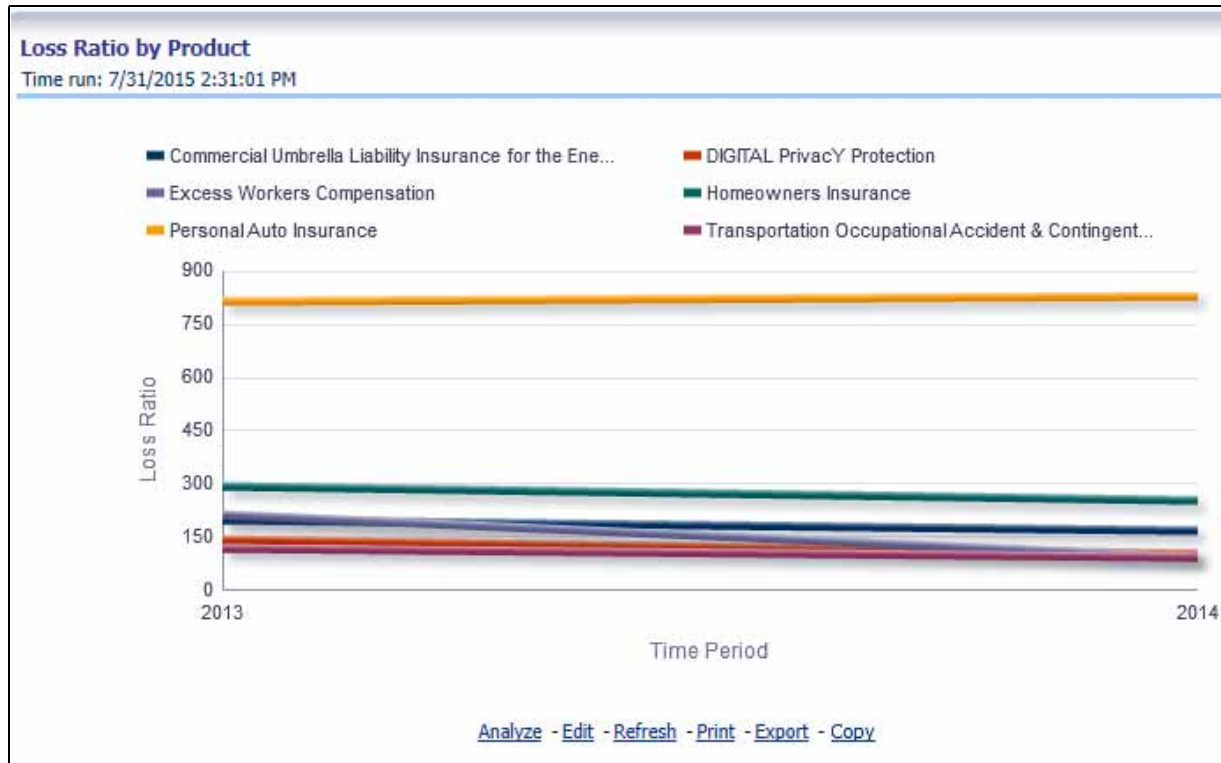 Loss Ratio by Product
Time run: 7/31/2015 2:31:01 PM
Commercial Umbrella Liability Insurance for the Ene...
DIGITAL PrivacY Protection
Excess Workers Compensation
Homeowners Insurance
Personal Auto Insurance
Transportation Occupational Accident & Contingent...
900
750
600
450
300
150
0
Loss Ratio
2013
2014
Time Period
Analyze - Edit - Refresh - Print - Export - Copy